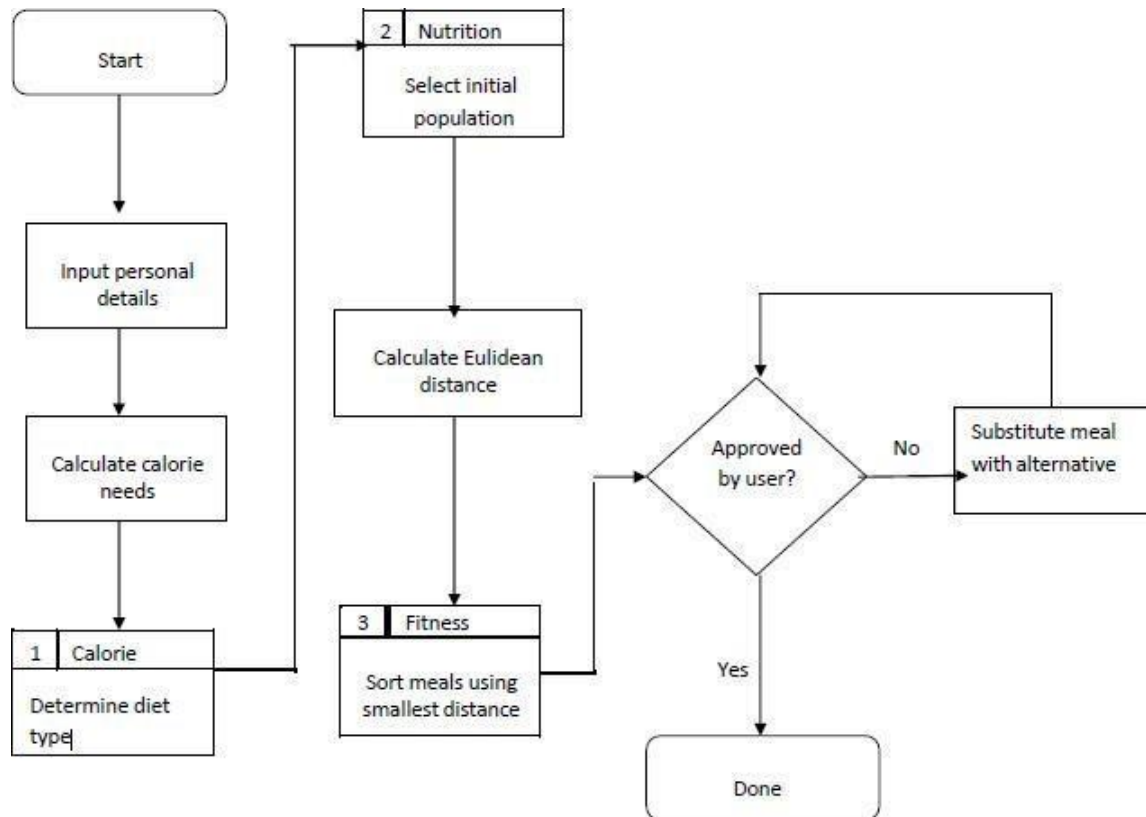 Start
Input personal
details
Calculate calorie
needs
1 Calorie
Determine diet
type
2 Nutrition
Select initial
population
Calculate Eulidean
distance
3 Fitness
Sort meals using
smallest distance
Approved
by user?
No
Substitute meal
with alternative
Yes
Done